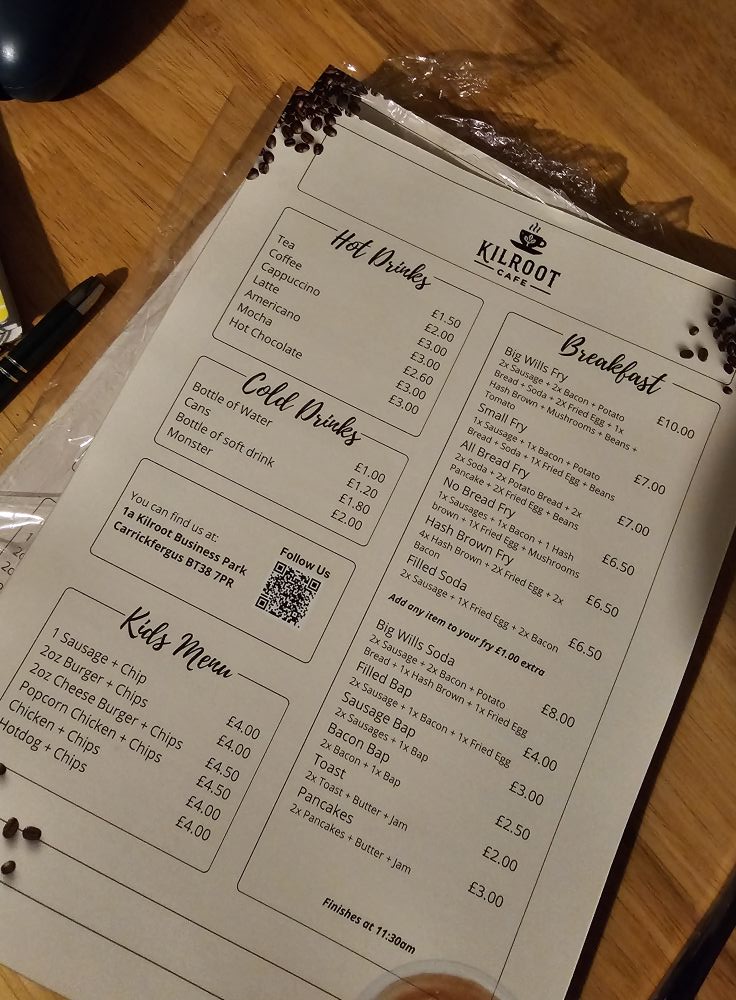 KILROOT
CAFE
Hot Drinks
Tea £1.50
Coffee £2.00
Cappuccino £3.00
Latte £3.00
Americano £2.60
Mocha £3.00
Hot Chocolate £3.00
Cold Drinks
Bottle of Water £1.00
Cans £1.20
Bottle of soft drink £1.80
Monster £2.00
You can find us at:
1a Kilroot Business Park
Carrickfergus BT38 7PR
Follow Us
Kids Menu
1 Sausage + Chip £4.00
2oz Burger + Chips £4.00
2oz Cheese Burger + Chips £4.50
Popcorn Chicken + Chips £4.50
Chicken + Chips £4.00
Hotdog + Chips £4.00
Breakfast
Big Wills Fry £10.00
2x Sausage + 2x Bacon + Potato
Bread + Soda + 2x Fried Egg + 1x
Hash Brown + Mushrooms + Beans +
Tomato
Small Fry £7.00
1x Sausage + 1x Bacon + Potato
Bread + Soda + 1X Fried Egg + Beans
All Bread Fry £7.00
2x Soda + 2x Potato Bread + 2x
Pancake + 2x Fried Egg + Beans
No Bread Fry £6.50
1x Sausages + 1x Bacon + 1 Hash
brown + 1x Fried Egg + Mushrooms
Hash Brown Fry £6.50
4x Hash Brown + 2x Fried Egg + 2x
Bacon
Filled Soda £6.50
2x Sausage + 1X Fried Egg + 2x Bacon
Add any item to your fry £1.00 extra
Big Wills Soda £8.00
2x Sausage + 2x Bacon + Potato
Bread + 1x Hash Brown + 1x Fried Egg
Filled Bap £4.00
2x Sausage + 1x Bacon + 1x Fried Egg
Sausage Bap £3.00
2x Sausages + 1x Bap
Bacon Bap £2.50
2x Bacon + 1x Bap
Toast £2.00
2x Toast + Butter + Jam
Pancakes £3.00
2x Pancakes + Butter + Jam
Finishes at 11:30am